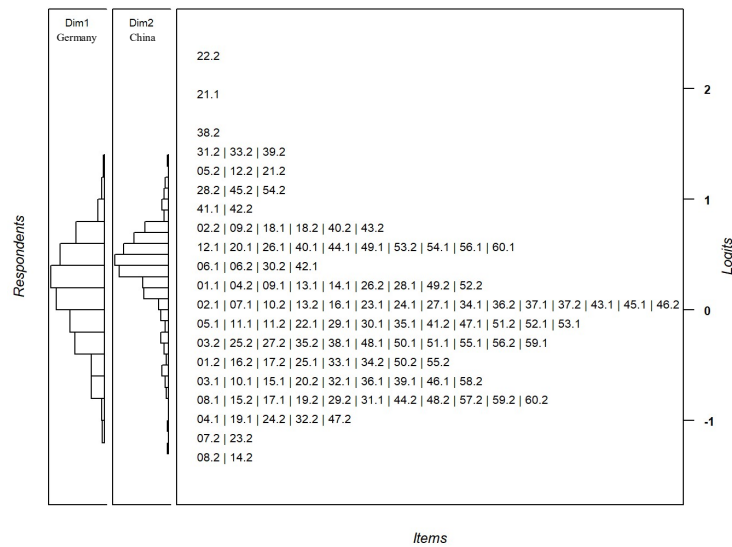 Dim1
Germany
Dim2
China
22.2
21.1
38.2
31.2 | 33.2 | 39.2
05.2 | 12.2 | 21.2
28.2 | 45.2 | 54.2
41.1 | 42.2
02.2 | 09.2 | 18.1 | 18.2 | 40.2 | 43.2
12.1 | 20.1 | 26.1 | 40.1 | 44.1 | 49.1 | 53.2 | 54.1 | 56.1 | 60.1
06.1 | 06.2 | 30.2 | 42.1
01.1 | 04.2 | 09.1 | 13.1 | 14.1 | 26.2 | 28.1 | 49.2 | 52.2
02.1 | 07.1 | 10.2 | 13.2 | 16.1 | 23.1 | 24.1 | 27.1 | 34.1 | 36.2 | 37.1 | 37.2 | 43.1 | 45.1 | 46.2
05.1 | 11.1 | 11.2 | 22.1 | 29.1 | 30.1 | 35.1 | 41.2 | 47.1 | 51.2 | 52.1 | 53.1
03.2 | 25.2 | 27.2 | 35.2 | 38.1 | 48.1 | 50.1 | 51.1 | 55.1 | 56.2 | 59.1
01.2 | 16.2 | 17.2 | 25.1 | 33.1 | 34.2 | 50.2 | 55.2
03.1 | 10.1 | 15.1 | 20.2 | 32.1 | 36.1 | 39.1 | 46.1 | 58.2
08.1 | 15.2 | 17.1 | 19.2 | 29.2 | 31.1 | 44.2 | 48.2 | 57.2 | 59.2 | 60.2
04.1 | 19.1 | 24.2 | 32.2 | 47.2
07.2 | 23.2
08.2 | 14.2
2
1
0
-1
Respondents
Logits
Items